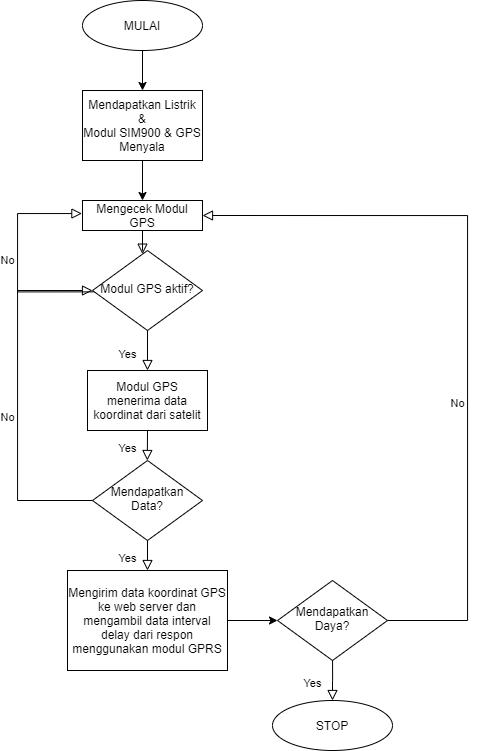 MULAI
Mendapatkan Listrik
&
Modul SIM900 & GPS
Menyala
Mengecek Modul
GPS
No
Modul GPS aktif?
Yes
Modul GPS
menerima data
koordinat dari satelit
No
No
Yes
Mendapatkan
Data?
Yes
Mengirim data koordinat GPS
ke web server dan
mengambil data interval
delay dari respon
menggunakan modul GPRS
Mendapatkan
Daya?
Yes
STOP